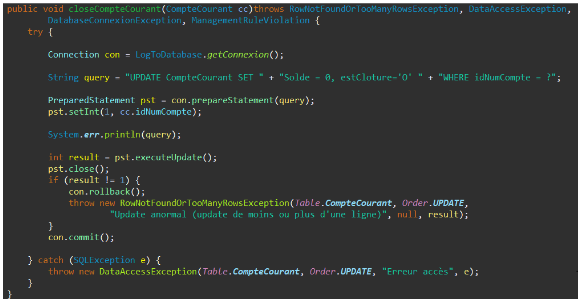 public void closeCompteCourant(CompteCourant cc)throws RowNotFoundOrTooManyRowsException, DataAccessException,
DatabaseConnexionException, ManagementRuleViolation {
try {
Connection con = LogToDatabase.getConnexion();
String query = "UPDATE CompteCourant SET " + "Solde = 0, estCloture='O' " + "WHERE idNumCompte = ?";
PreparedStatement pst = con.prepareStatement(query);
pst.setInt(1, cc.idNumCompte);
System.err.println(query);
int result = pst.executeUpdate();
pst.close();
if (result != 1) {
con.rollback();
throw new RowNotFoundOrTooManyRowsException(Table.CompteCourant, Order.UPDATE,
"Update anormal (update de moins ou plus d'une ligne)", null, result);
}
con.commit();
} catch (SQLException e) {
throw new DataAccessException(Table.CompteCourant, Order.UPDATE, "Erreur accès", e);
}
}